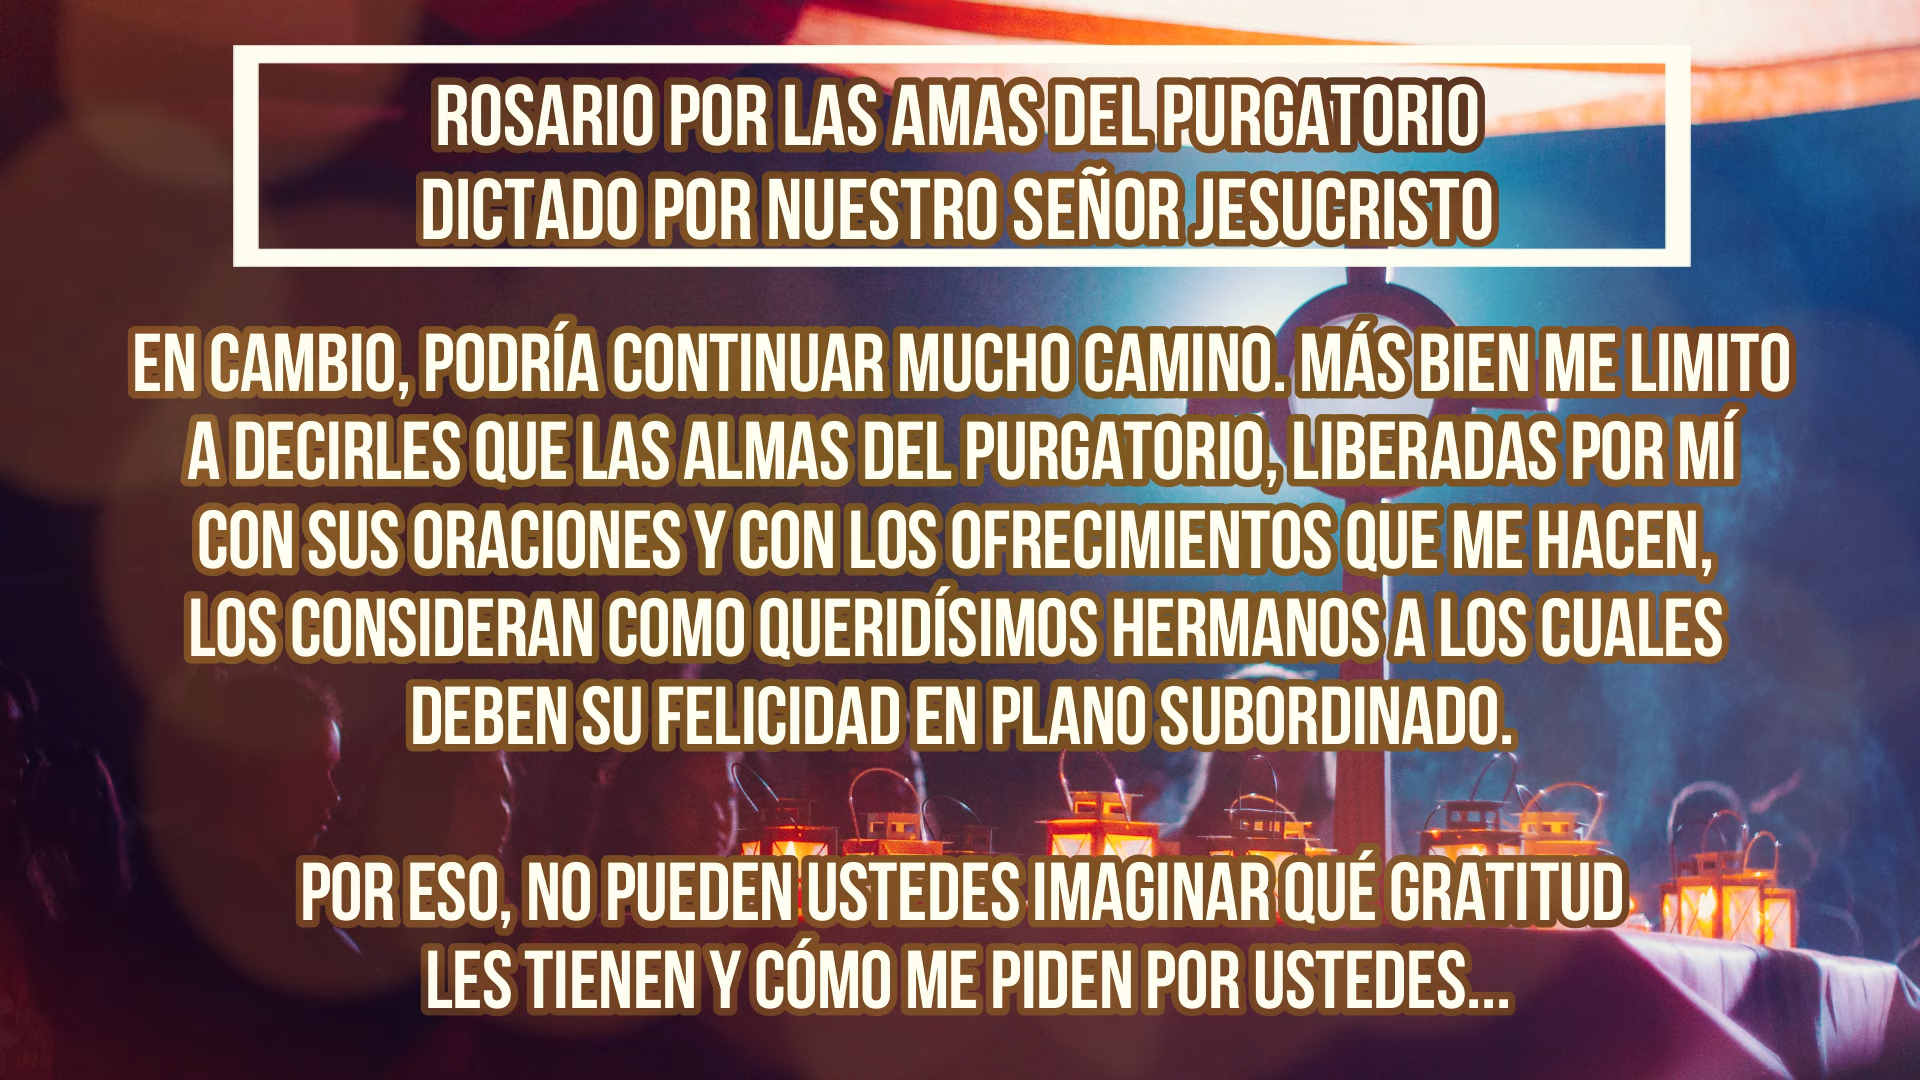 ROSARIO POR LAS AMAS DEL PURGATORIO
DICTADO POR NUESTRO SEÑOR JESUCRISTO
EN CAMBIO, PODRÍA CONTINUAR MUCHO CAMINO. MÁS BIEN ME LIMITO
A DECIRLES QUE LAS ALMAS DEL PURGATORIO, LIBERADAS POR MÍ
CON SUS ORACIONES Y CON LOS OFRECIMIENTOS QUE ME HACEN,
LOS CONSIDERAN COMO QUERIDÍSIMOS HERMANOS A LOS CUALES
DEBEN SU FELICIDAD EN PLANO SUBORDINADO.
POR ESO, NO PUEDEN USTEDES IMAGINAR QUÉ GRATITUD
LES TIENEN Y CÓMO ME PIDEN POR USTEDES...